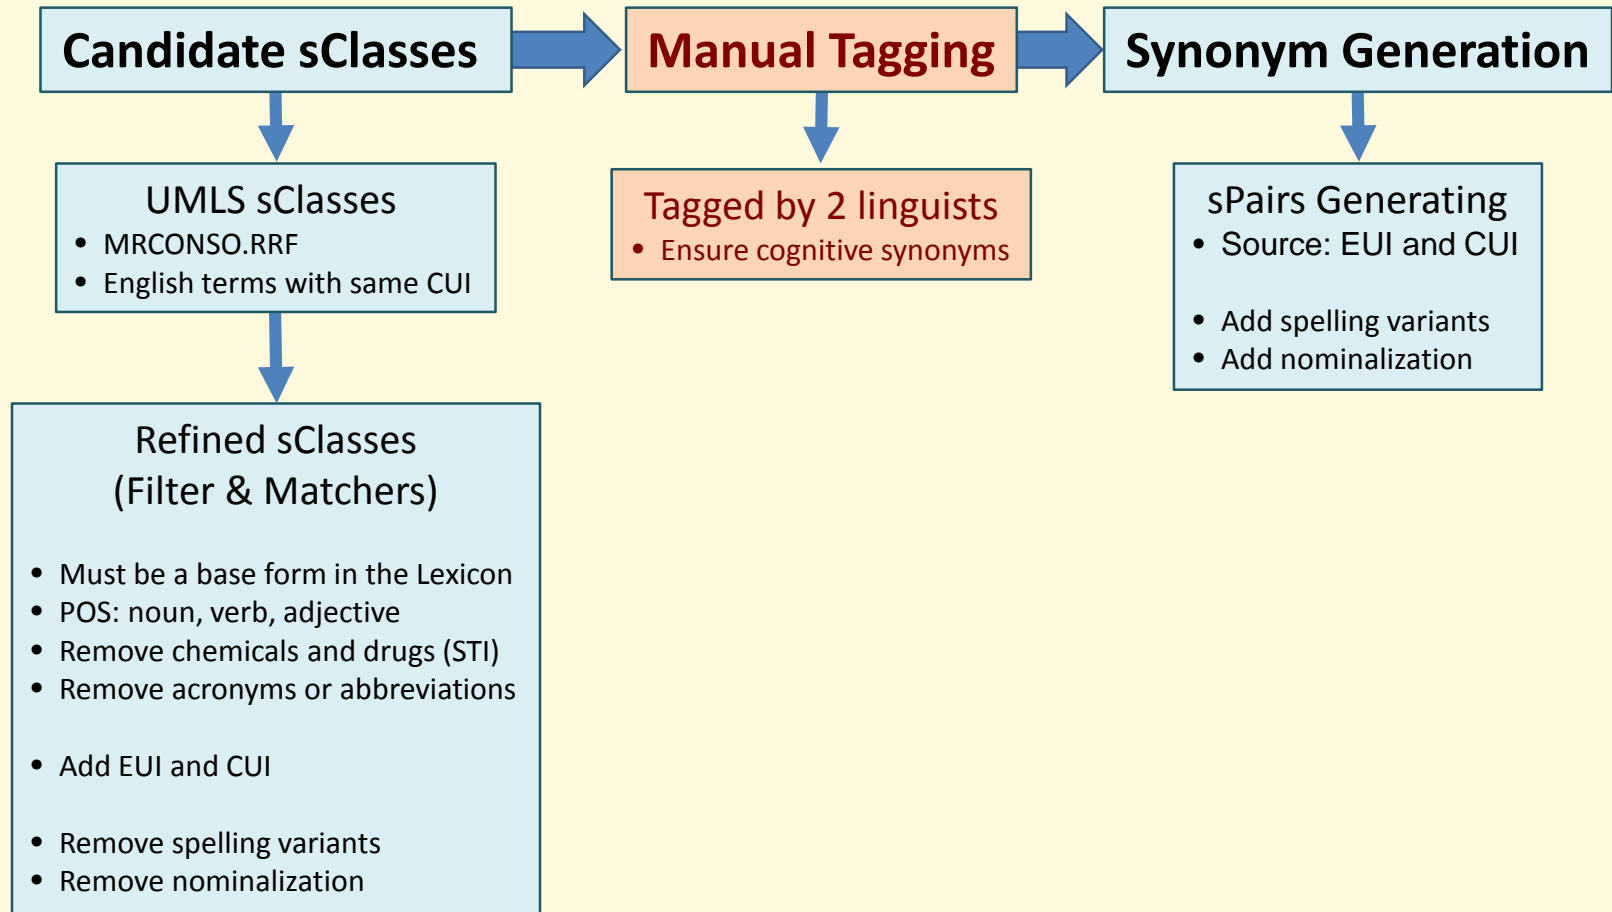 Candidate sClasses
Manual Tagging
Synonym Generation
UMLS sClasses
• MRCONSO.RRF
• English terms with same CUI
Tagged by 2 linguists
• Ensure cognitive synonyms
sPairs Generating
• Source: EUI and CUI
• Add spelling variants
• Add nominalization
Refined sClasses
(Filter & Matchers)
• Must be a base form in the Lexicon
• POS: noun, verb, adjective
• Remove chemicals and drugs (STI)
• Remove acronyms or abbreviations
• Add EUI and CUI
• Remove spelling variants
• Remove nominalization